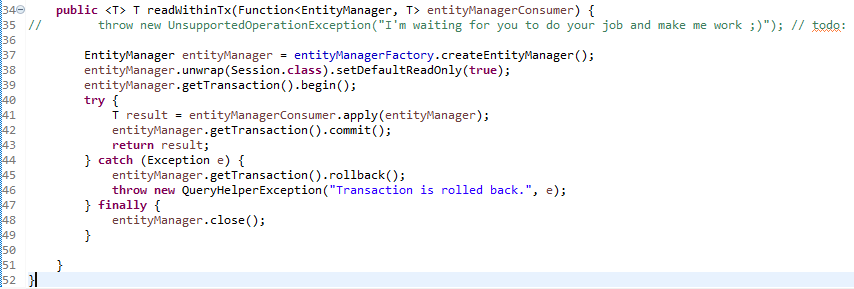 34 public <T> T readWithinTx(Function<EntityManager, T> entityManagerConsumer) {
35 // throw new UnsupportedOperationException("I'm waiting for you to do your job and make me work ;)"); // todo:
36
37 EntityManager entityManager = entityManagerFactory.createEntityManager();
38 entityManager.unwrap(Session.class).setDefaultReadOnly(true);
39 entityManager.getTransaction().begin();
40 try {
41 T result = entityManagerConsumer.apply(entityManager);
42 entityManager.getTransaction().commit();
43 return result;
44 } catch (Exception e) {
45 entityManager.getTransaction().rollback();
46 throw new QueryHelperException("Transaction is rolled back.", e);
47 } finally {
48 entityManager.close();
49 }
50
51 }
52 }